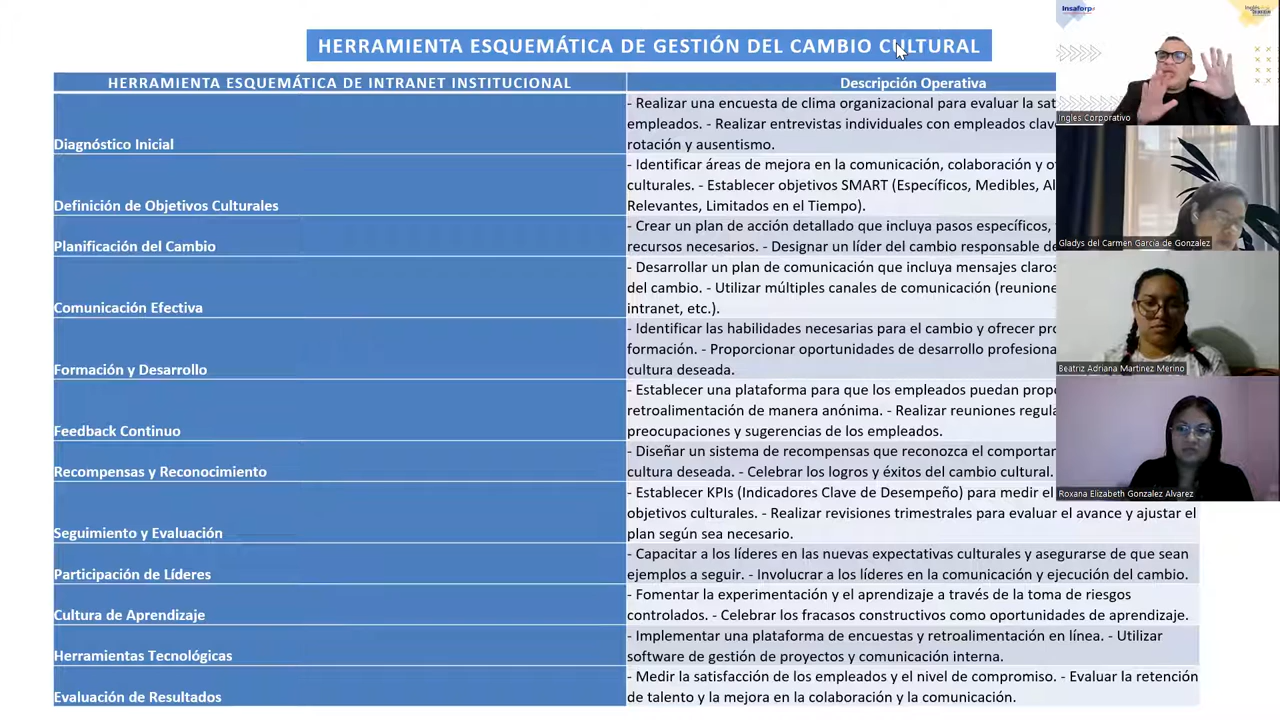 HERRAMIENTA ESQUEMÁTICA DE GESTIÓN DEL CAMBIO CULTURAL
HERRAMIENTA ESQUEMÁTICA DE INTRANET INSTITUCIONAL
Descripción Operativa
Diagnóstico Inicial
- Realizar una encuesta de clima organizacional para evaluar la
empleados. - Realizar entrevistas individuales con empleados
rotación y ausentismo.
Definición de Objetivos Culturales
- Identificar áreas de mejora en la comunicación, colaboración y
culturales. - Establecer objetivos SMART (Específicos, Medibles,
Relevantes, Limitados en el Tiempo).
Planificación del Cambio
- Crear un plan de acción detallado que incluya pasos específicos,
recursos necesarios. - Designar un líder del cambio responsable
Comunicación Efectiva
- Desarrollar un plan de comunicación que incluya mensajes claros
del cambio. - Utilizar múltiples canales de comunicación
intranet, etc.).
Formación y Desarrollo
- Identificar las habilidades necesarias para el cambio y ofrecer
formación. - Proporcionar oportunidades de desarrollo
cultura deseada.
Feedback Continuo
- Establecer una plataforma para que los empleados puedan
retroalimentación de manera anónima. - Realizar reuniones
preocupaciones y sugerencias de los empleados.
Recompensas y Reconocimiento
- Diseñar un sistema de recompensas que reconozca el
cultura deseada. - Celebrar los logros y éxitos del cambio cultural.
Seguimiento y Evaluación
- Establecer KPIs (Indicadores Clave de Desempeño) para medir el
objetivos culturales. - Realizar revisiones trimestrales para evaluar el avance y ajustar el
plan según sea necesario.
Participación de Líderes
- Capacitar a los líderes en las nuevas expectativas culturales y asegurarse de que sean
ejemplos a seguir. - Involucrar a los líderes en la comunicación y ejecución del cambio.
Cultura de Aprendizaje
- Fomentar la experimentación y el aprendizaje a través de la toma de riesgos
controlados. - Celebrar los fracasos constructivos como oportunidades de aprendizaje.
Herramientas Tecnológicas
- Implementar una plataforma de encuestas y retroalimentación en línea. - Utilizar
software de gestión de proyectos y comunicación interna.
Evaluación de Resultados
- Medir la satisfacción de los empleados y el nivel de compromiso. - Evaluar la retención
de talento y la mejora en la colaboración y la comunicación.
Insaforp
Ingles Corporativo
Gladys del Carmen Garcia de Gonzalez
Beatriz Adriana Martinez Merino
Roxana Elizabeth Gonzalez Alvarez